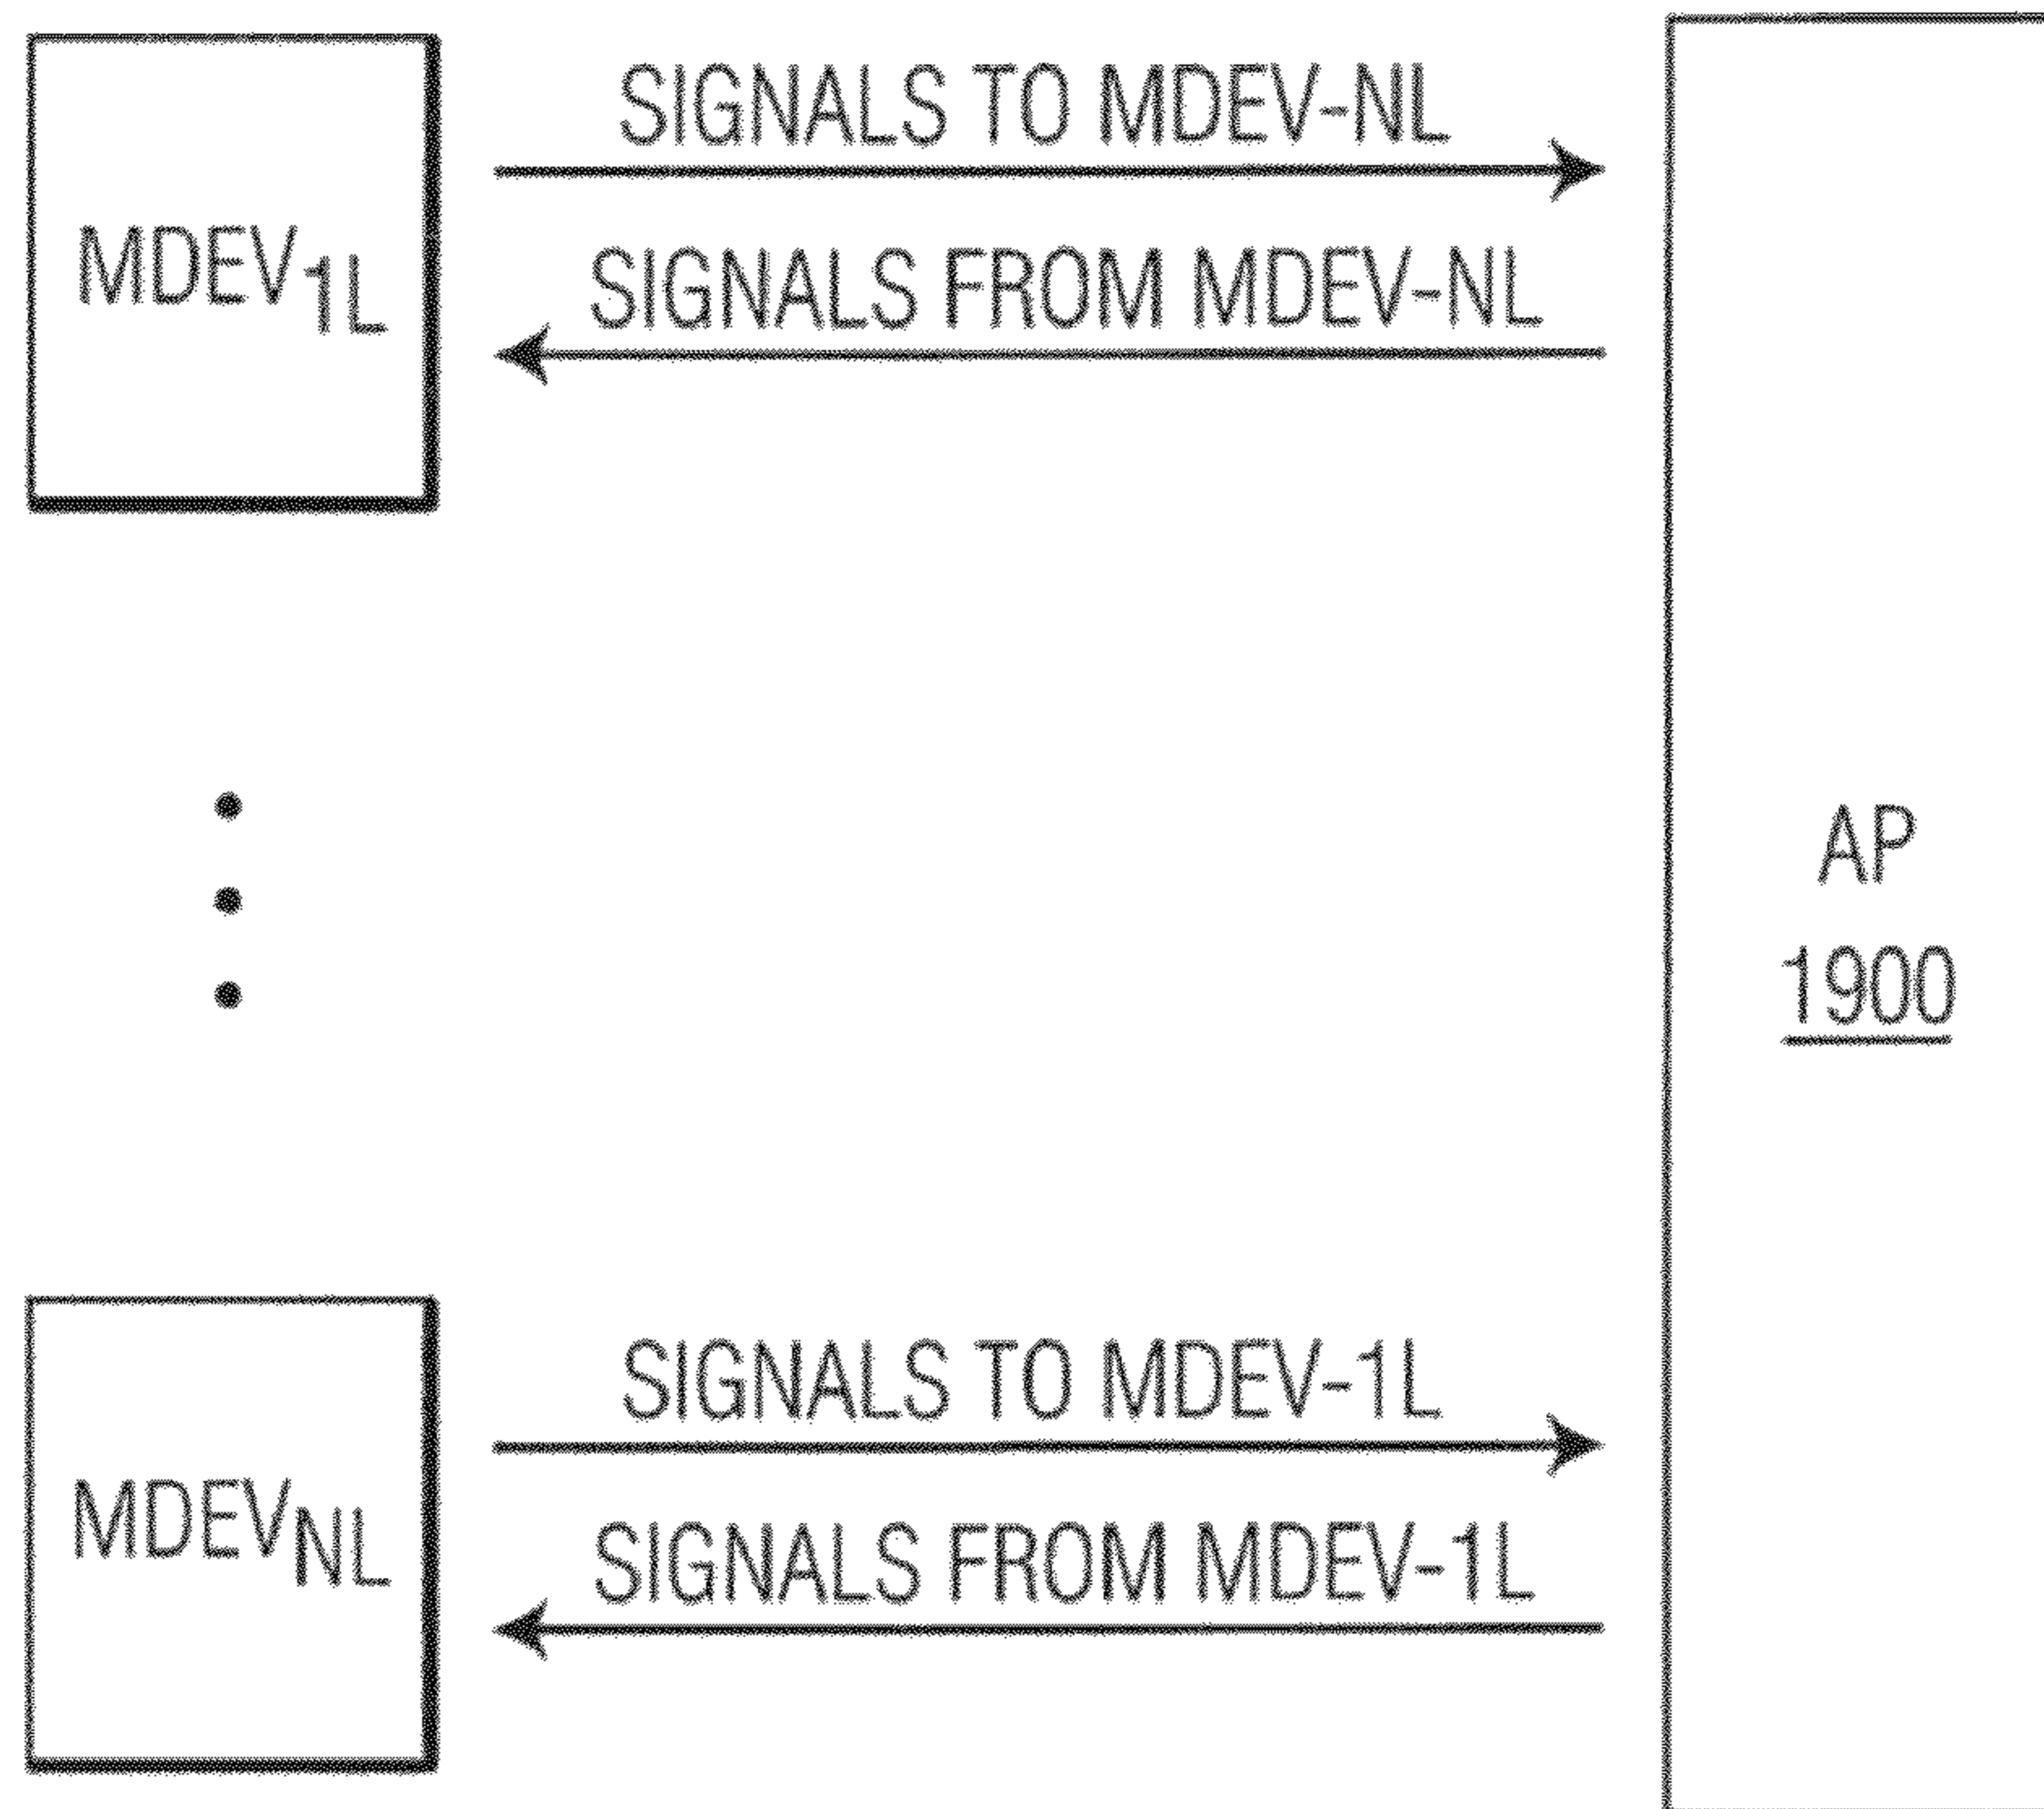 SIGNALS TO MDEV-NL
SIGNALS FROM MDEV-NL
MDEV1L
AP
1900
SIGNALS TO MDEV-1L
SIGNALS FROM MDEV-1L
MDEVNL